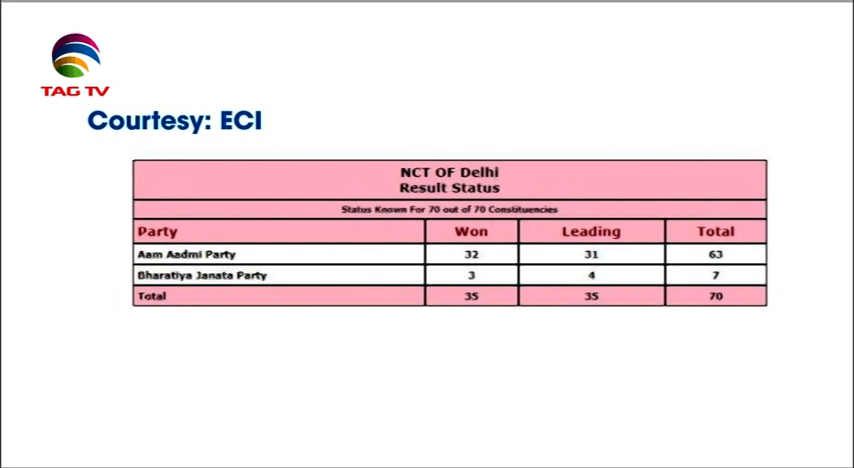 TAG TV
Courtesy: ECI
NCT OF Delhi
Result Status
Status Known For 70 out of 70 Constituencies
Party Won Leading Total
Aam Aadmi Party 32 31 63
Bharatiya Janata Party 3 4 7
Total 35 35 70